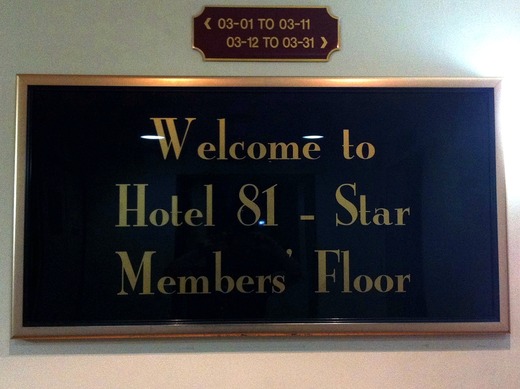 ‹ 03-01 TO 03-11
03-12 TO 03-31 ›
Welcome to
Hotel 81 - Star
Members' Floor